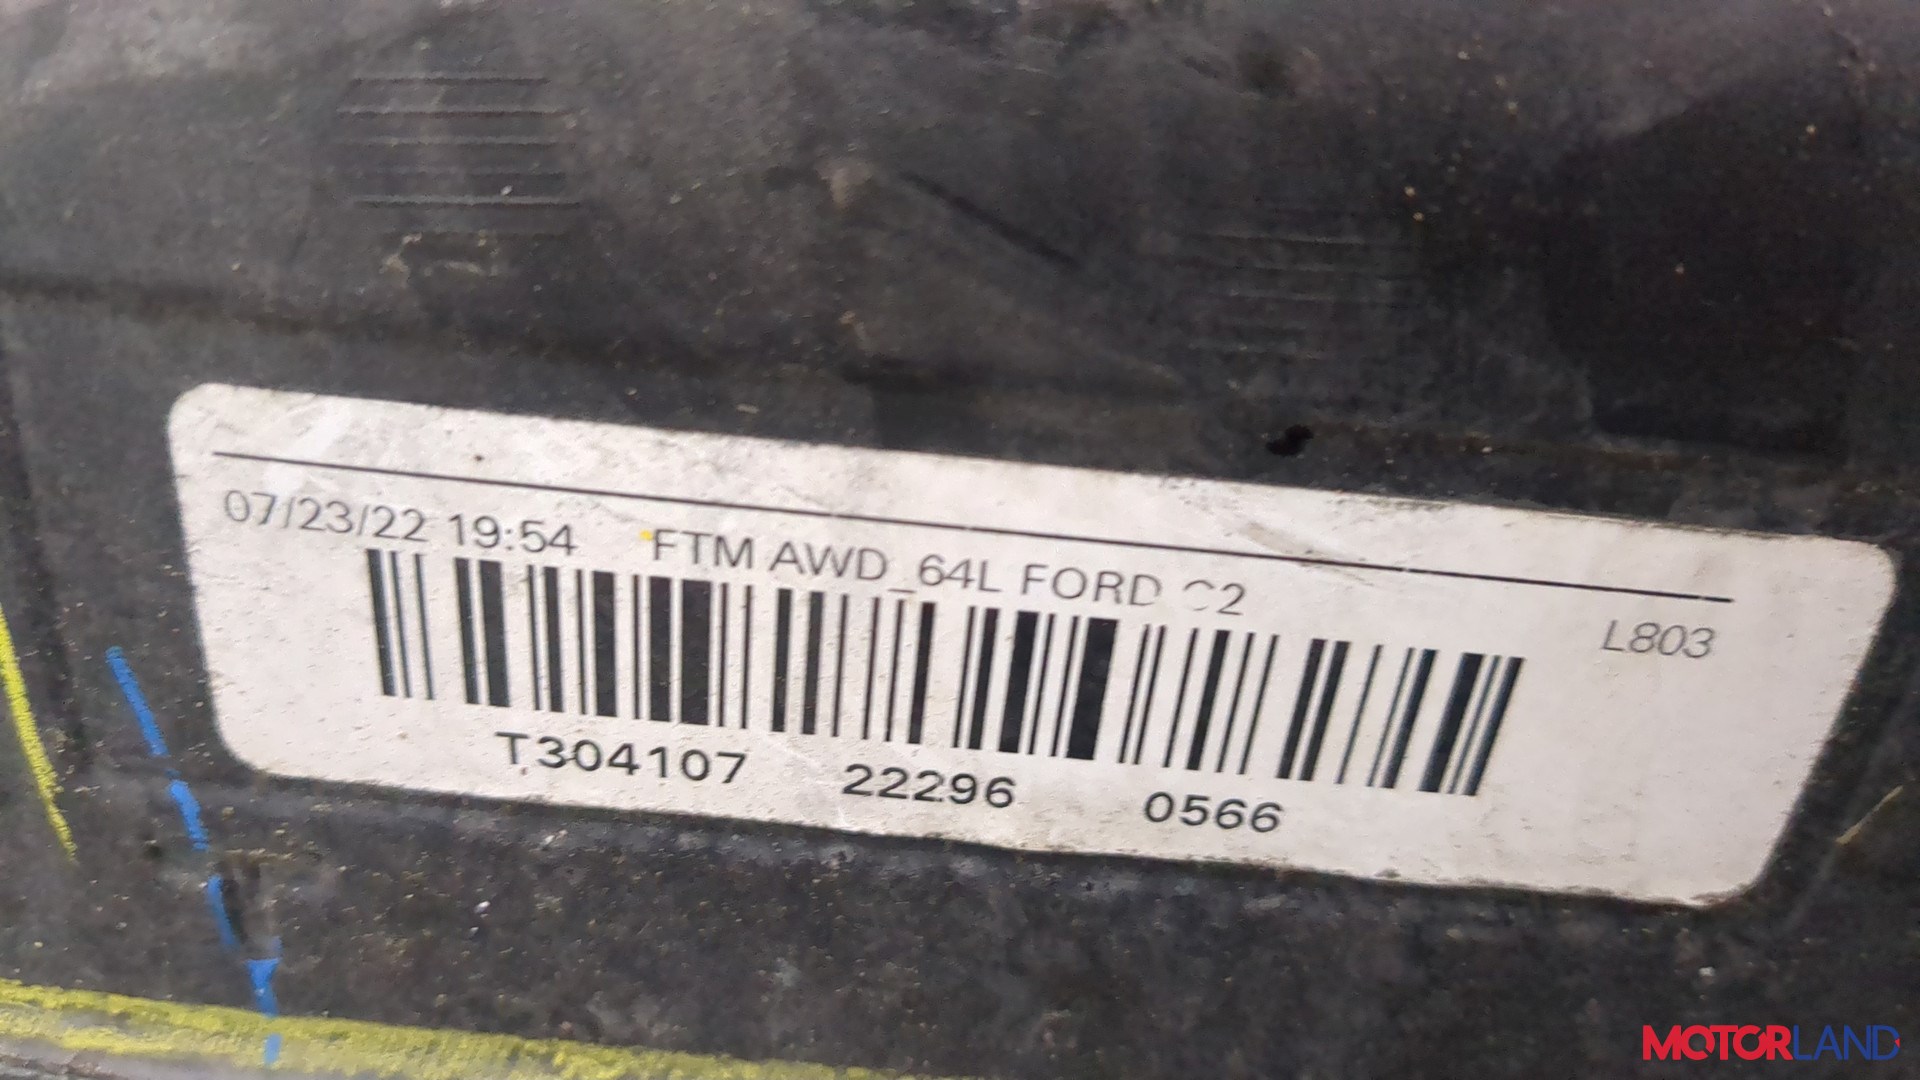 07/23/22 19:54 FTM AWD_64L FORD C2
L803
T304107 22296 0566
MOTORLAND